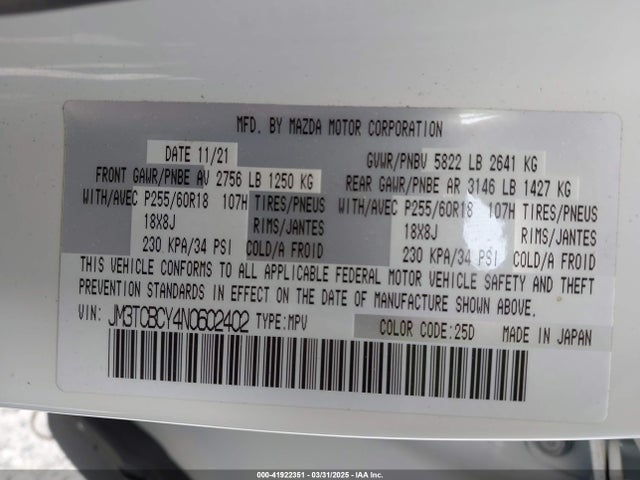 MFD. BY MAZDA MOTOR CORPORATION
DATE 11/21 GVWR/PNBV 5822 LB 2641 KG
FRONT GAWR/PNBE AV 2756 LB 1250 KG REAR GAWR/PNBE AR 3146 LB 1427 KG
WITH/AVEC P255/60R18 107H TIRES/PNEUS WITH/AVEC P255/60R18 107H TIRES/PNEUS
18X8J RIMS/JANTES 18X8J RIMS/JANTES
230 KPA/34 PSI COLD/A FROID 230 KPA/34 PSI COLD/A FROID
THIS VEHICLE CONFORMS TO ALL APPLICABLE FEDERAL MOTOR VEHICLE SAFETY AND THEFT
PREVENTION STANDARDS IN EFFECT ON THE DATE OF MANUFACTURE SHOWN ABOVE.
VIN: JM3TCBCY4N0602402 TYPE:MPV COLOR CODE:25D MADE IN JAPAN
000-41922351 - 03/31/2025 - IAA Inc.